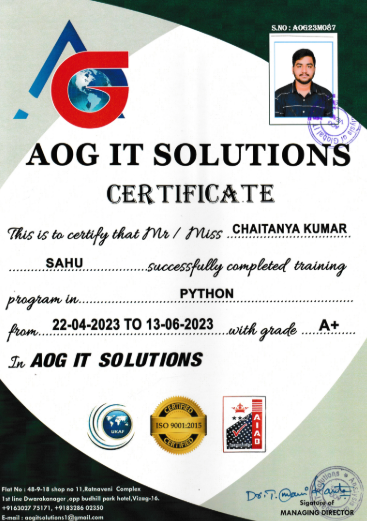 S.NO : AOG23M087
AOG IT SOLUTIONS
CERTIFICATE
This is to certify that Mr / Miss CHAITANYA KUMAR
SAHU successfully completed training
program in PYTHON
from 22-04-2023 TO 13-06-2023 with grade A+
In AOG IT SOLUTIONS
UKAF
CERTIFIED
ISO 9001:2015
CERTIFIED
AIAO
Flat No : 48-9-18 shop no 11,Ratnaveni Complex
1st line Dwarakanagar ,opp budhil park hotel,Vizag-16.
+9163027 75171, +9183286 02350
E-mail : aogitsolutions1@gmail.com
Signature of
MANAGING DIRECTOR